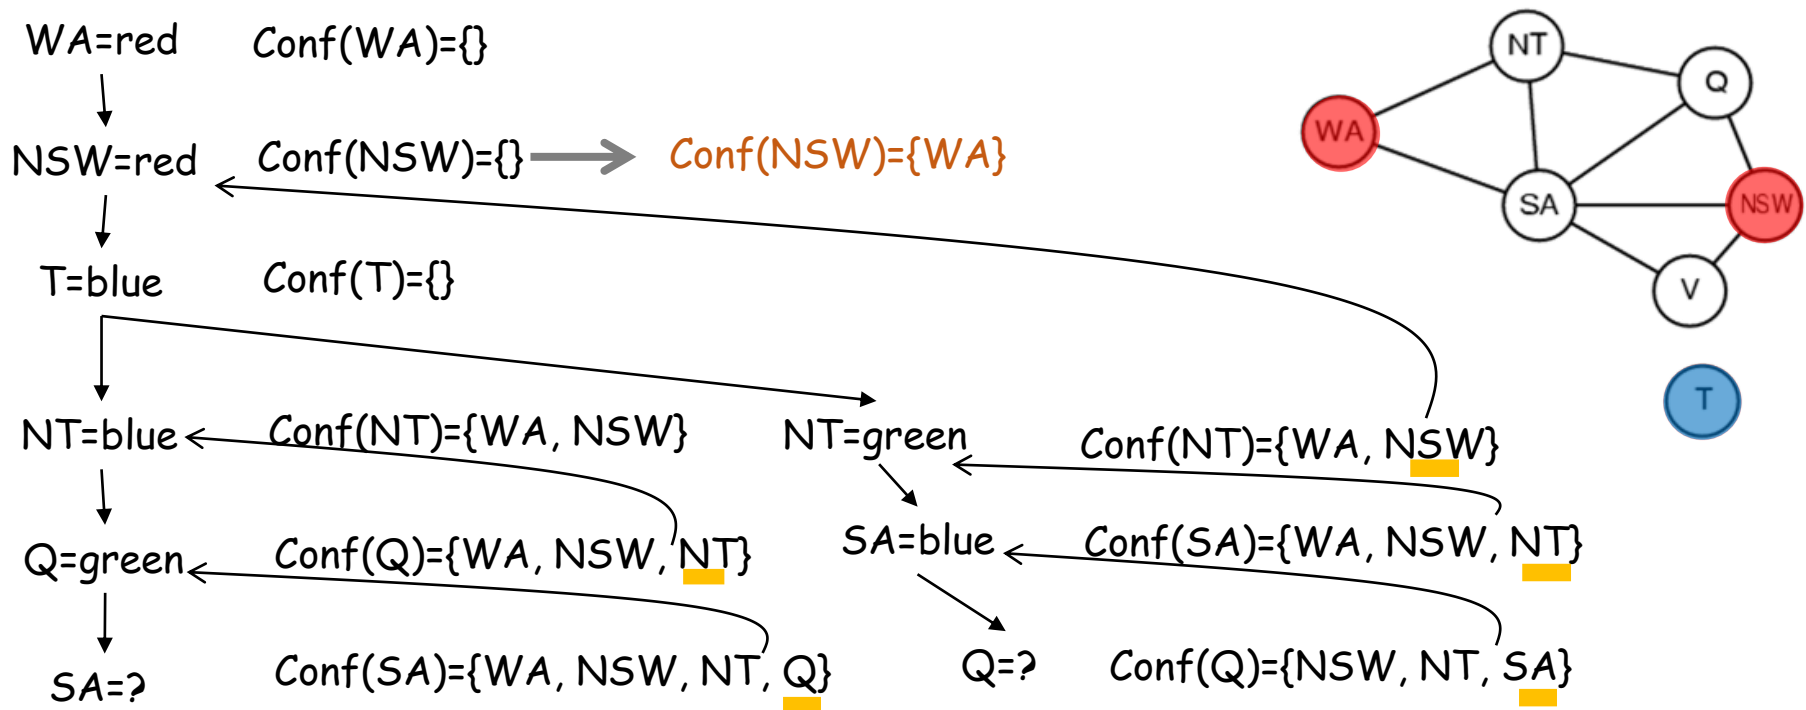 WA=red Conf(WA)={}
NSW=red Conf(NSW)={} Conf(NSW)={WA}
T=blue Conf(T)={}
NT=blue Conf(NT)={WA, NSW}
Q=green Conf(Q)={WA, NSW, NT}
SA=? Conf(SA)={WA, NSW, NT, Q}
NT=green Conf(NT)={WA, NSW}
SA=blue Conf(SA)={WA, NSW, NT}
Q=? Conf(Q)={NSW, NT, SA}
NT
Q
WA
SA
NSW
V
T